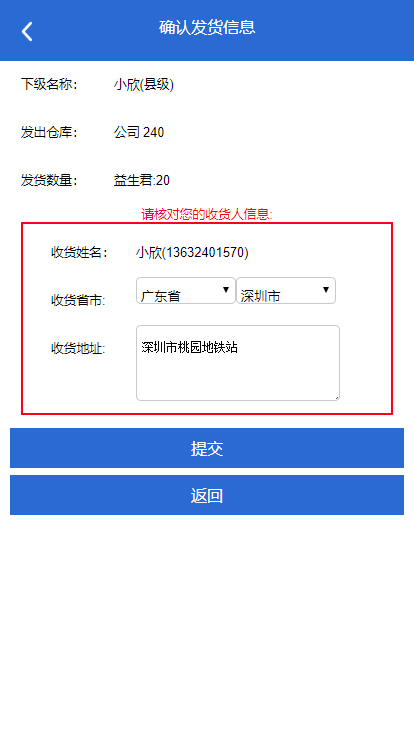 确认发货信息
下级名称： 小欣(县级)
发出仓库： 公司 240
发货数量： 益生君:20
请核对您的收货人信息:
收货姓名： 小欣(13632401570)
收货省市: 广东省 深圳市
收货地址: 深圳市桃园地铁站
提交
返回